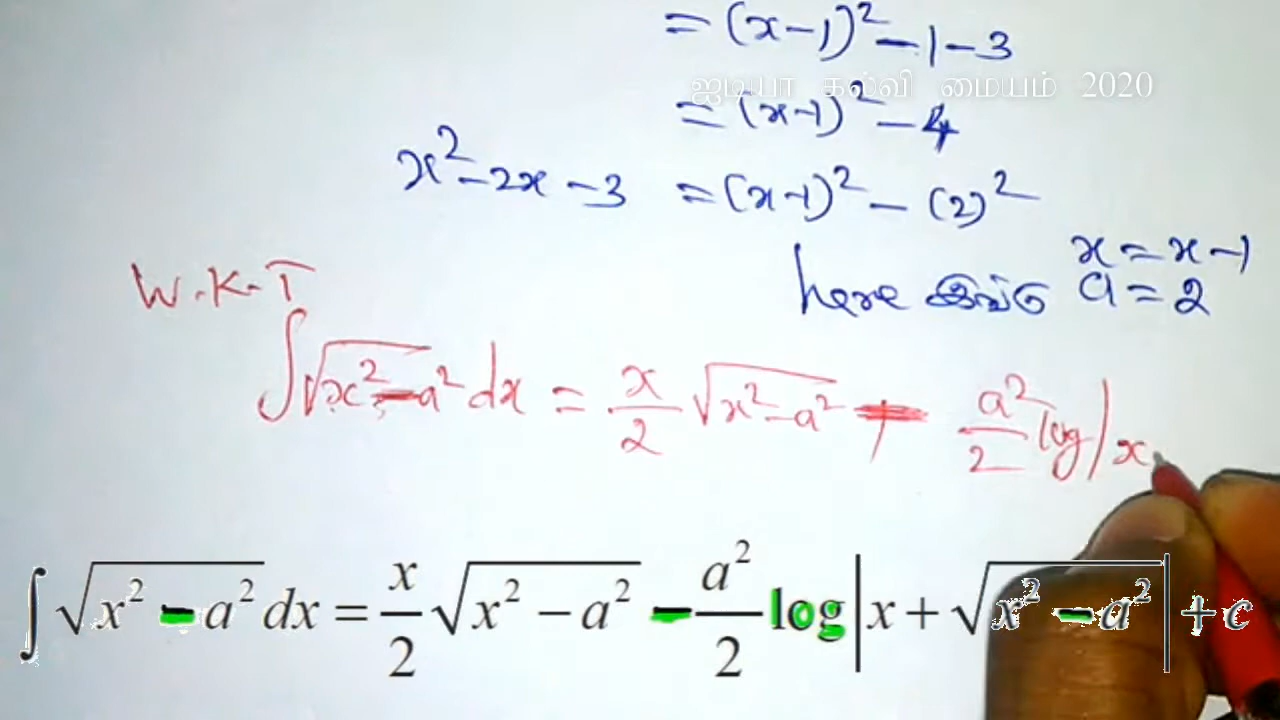 = (x-1)² - 1 - 3
ஐடியா கல்வி மையம் 2020
= (x-1)² - 4
x² - 2x - 3 = (x-1)² - (2)²
x = x - 1
here இங்கு a = 2
W.K.T
∫√x² - a² dx = x/2 √x² - a² - a²/2 log|x
∫√x² - a² dx = x/2 √x² - a² - a²/2 log|x + √x² - a²| + c